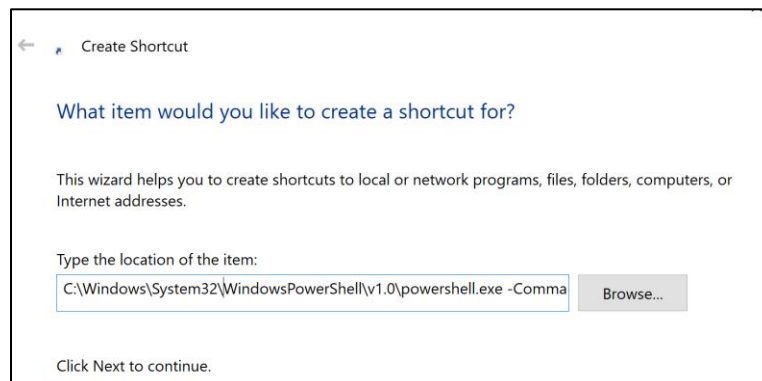 Create Shortcut
What item would you like to create a shortcut for?
This wizard helps you to create shortcuts to local or network programs, files, folders, computers, or
Internet addresses.
Type the location of the item:
C:\Windows\System32\WindowsPowerShell\v1.0\powershell.exe -Comma
Browse...
Click Next to continue.